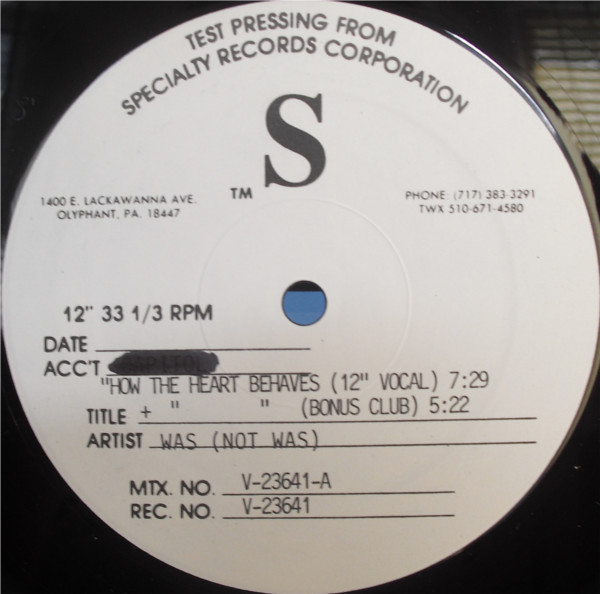 TEST PRESSING FROM
SPECIALTY RECORDS CORPORATION
S
TM
1400 E. LACKAWANNA AVE.
OLYPHANT, PA. 18447
PHONE: (717) 383-3291
TWX 510-671-4580
12" 33 1/3 RPM
DATE
ACC'T
"HOW THE HEART BEHAVES (12" VOCAL) 7:29
TITLE + " " (BONUS CLUB) 5:22
ARTIST WAS (NOT WAS)
MTX. NO. V-23641-A
REC. NO. V-23641